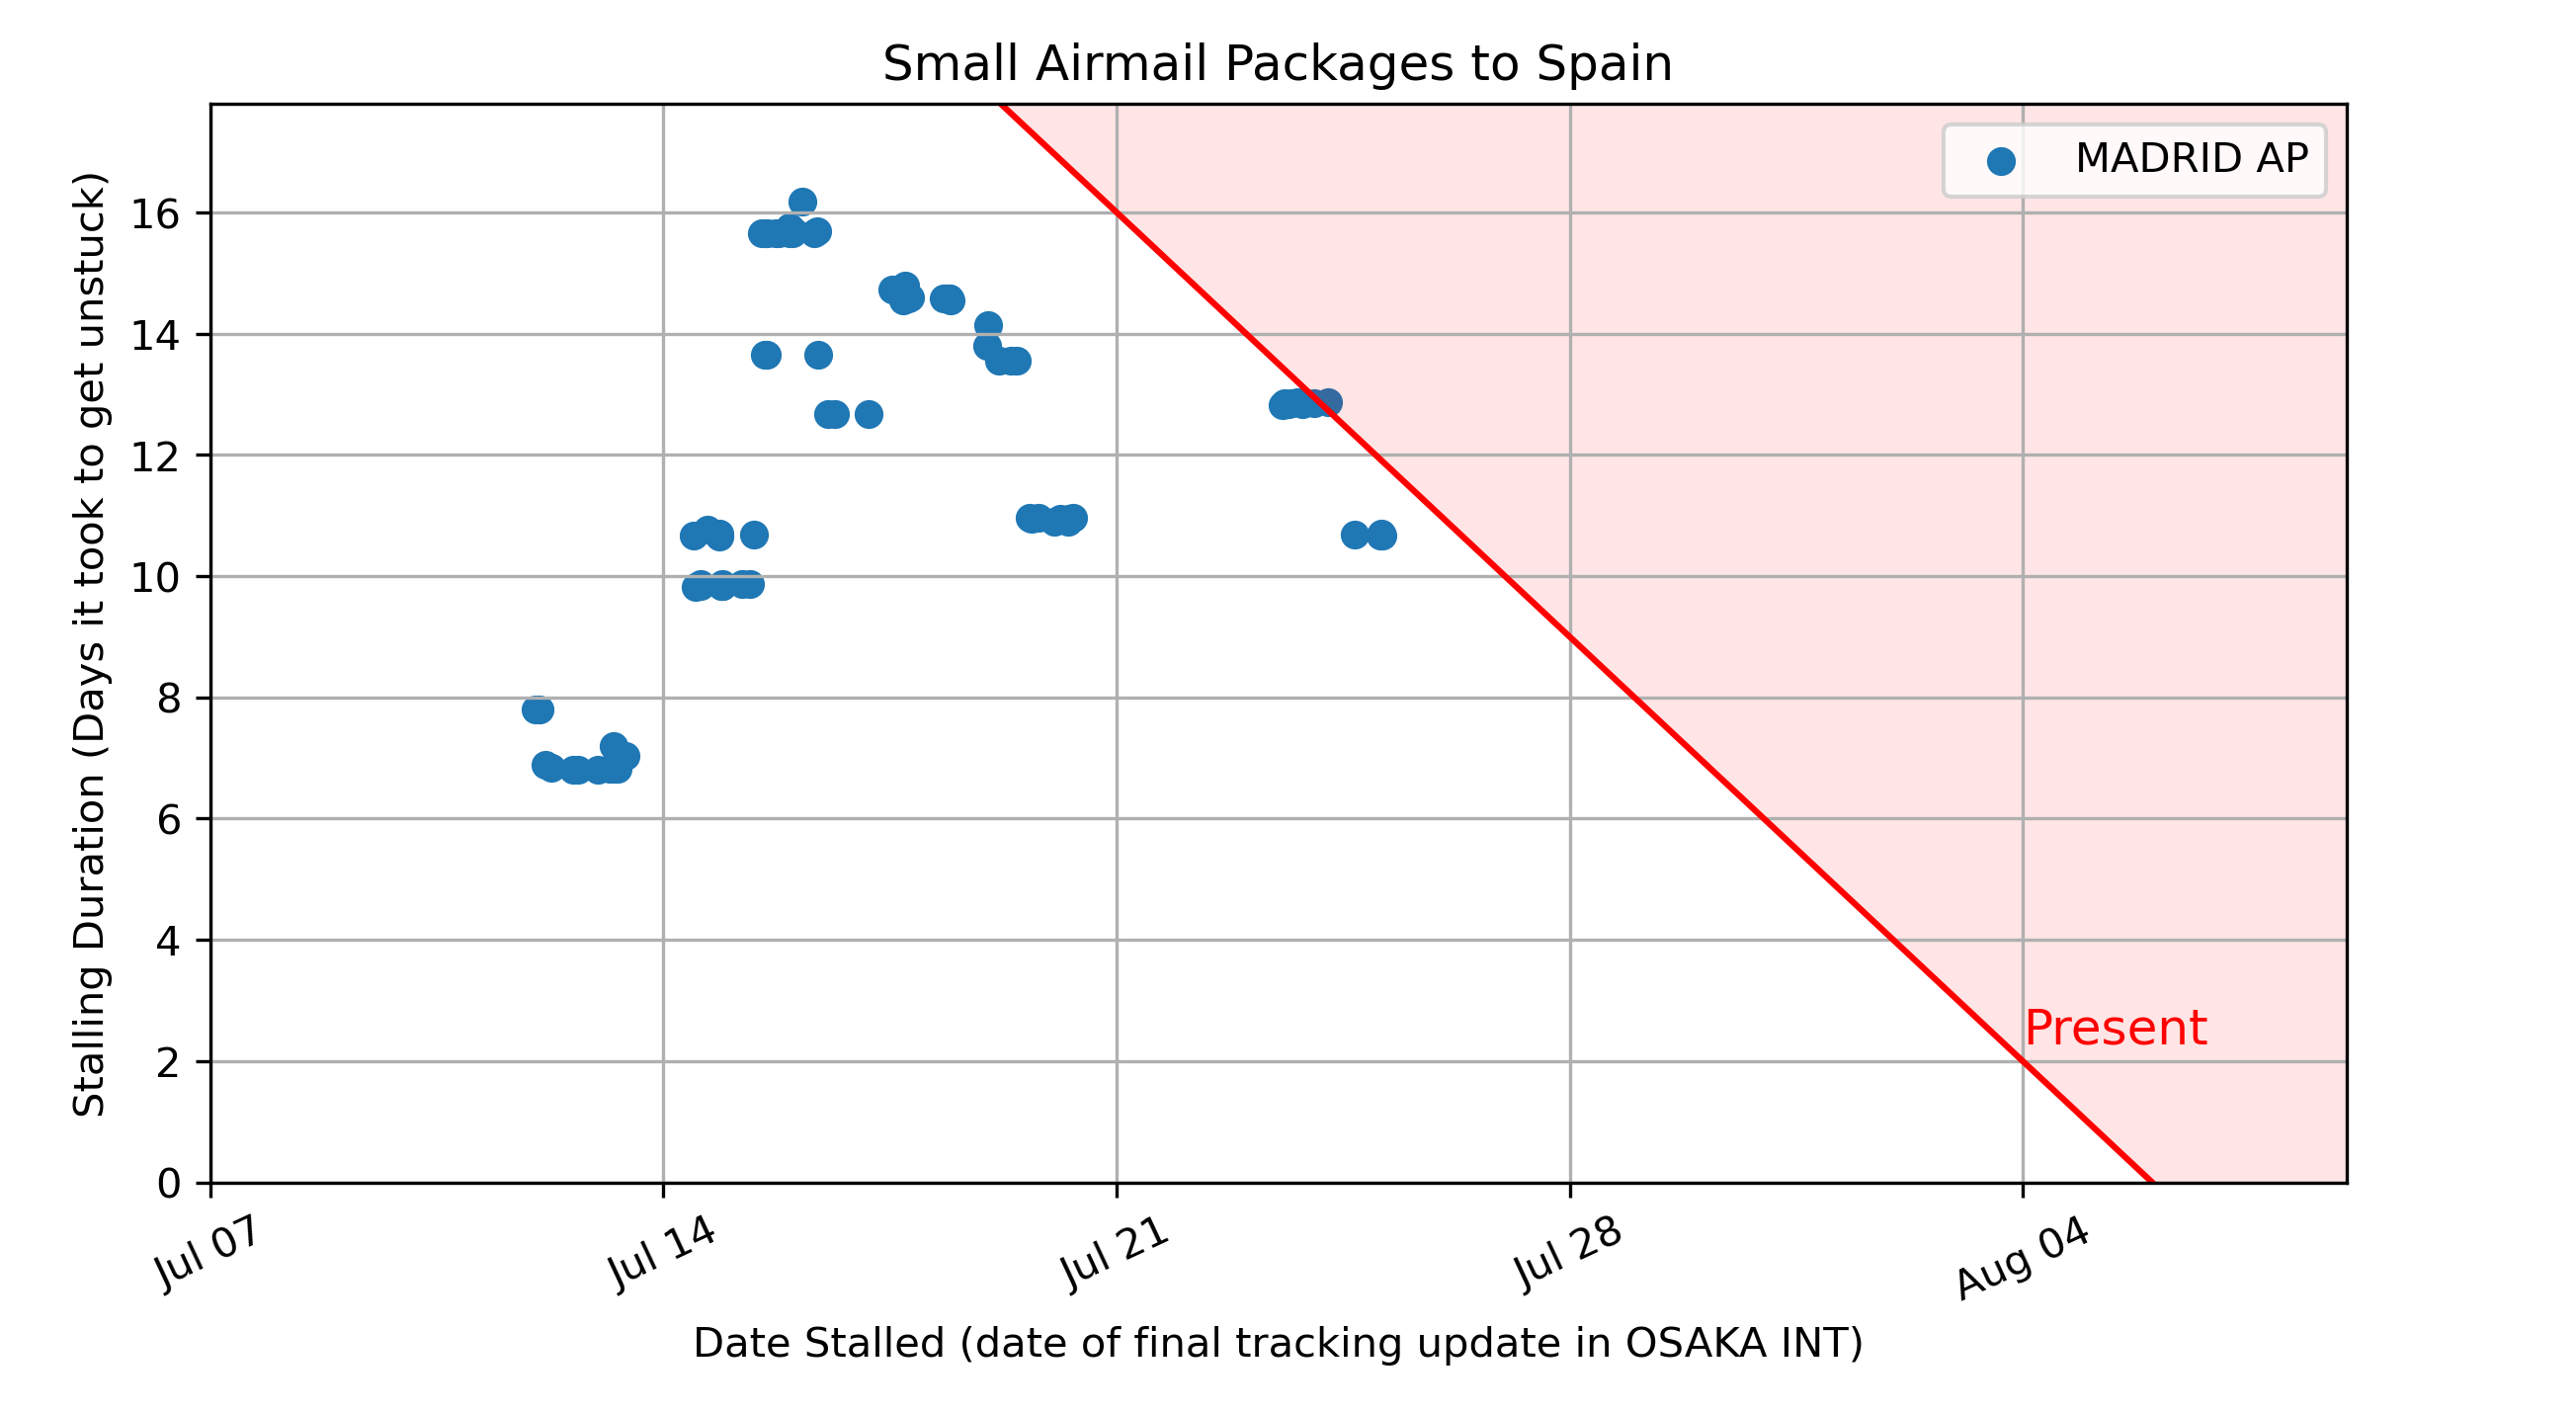 Small Airmail Packages to Spain
MADRID AP
Stalling Duration (Days it took to get unstuck)
16
14
12
10
8
6
4
2
0
Present
Jul 07
Jul 14
Jul 21
Jul 28
Aug 04
Date Stalled (date of final tracking update in OSAKA INT)